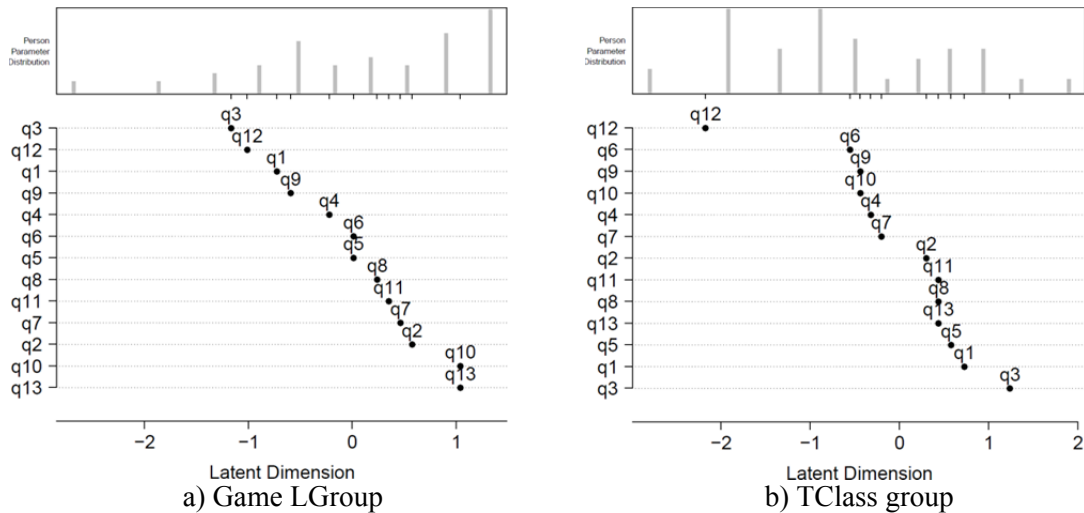 Person
Parameter
Distribution
q3
q12
q1
q9
q4
q6
q5
q8
q11
q7
q2
q10
q13
q3
q12
q1
q9
q4
q6
q5
q8
q11
q7
q2
q10
q13
−2 −1 0 1
Latent Dimension
a) Game LGroup
Person
Parameter
Distribution
q12
q6
q9
q10
q4
q7
q2
q11
q8
q13
q5
q1
q3
q12
q6
q9
q10
q4
q7
q2
q11
q8
q13
q5
q1
q3
−2 −1 0 1 2
Latent Dimension
b) TClass group